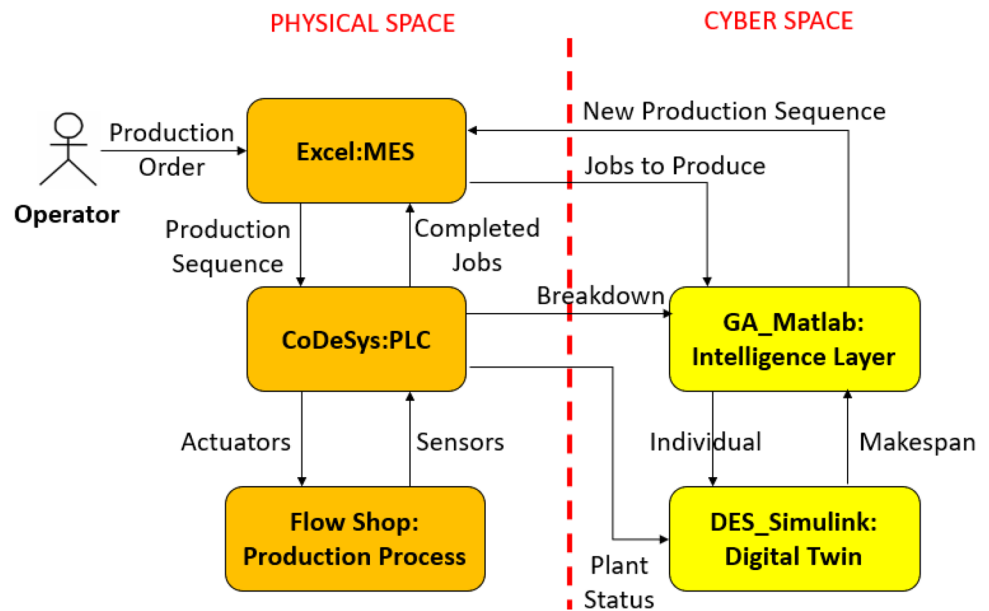 PHYSICAL SPACE
CYBER SPACE
Production
Order
Operator
Excel:MES
New Production Sequence
Jobs to Produce
Production
Sequence
Completed
Jobs
Breakdown
CoDeSys:PLC
GA_Matlab:
Intelligence Layer
Actuators
Sensors
Individual
Makespan
Flow Shop:
Production Process
DES_Simulink:
Digital Twin
Plant
Status